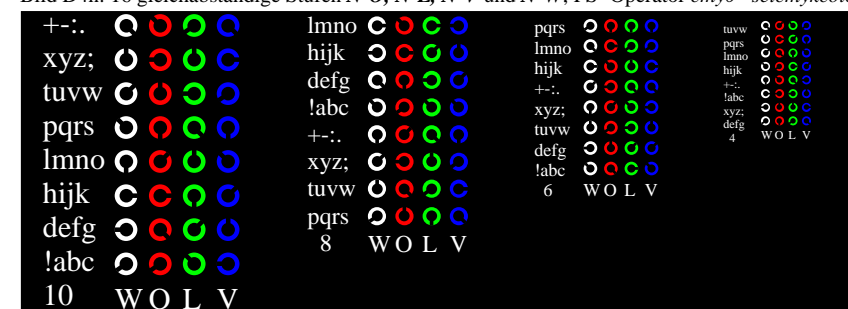 +-:.
xyz;
tuvw
pqrs
lmno
hijk
defg
!abc
10 W O L V
lmno
hijk
defg
!abc
+-:.
xyz;
tuvw
pqrs
8 W O L V
pqrs
lmno
hijk
+-:.
xyz;
tuvw
defg
!abc
6 W O L V
tuvw
pqrs
lmno
hijk
+-:.
!abc
xyz;
defg
4 W O L V